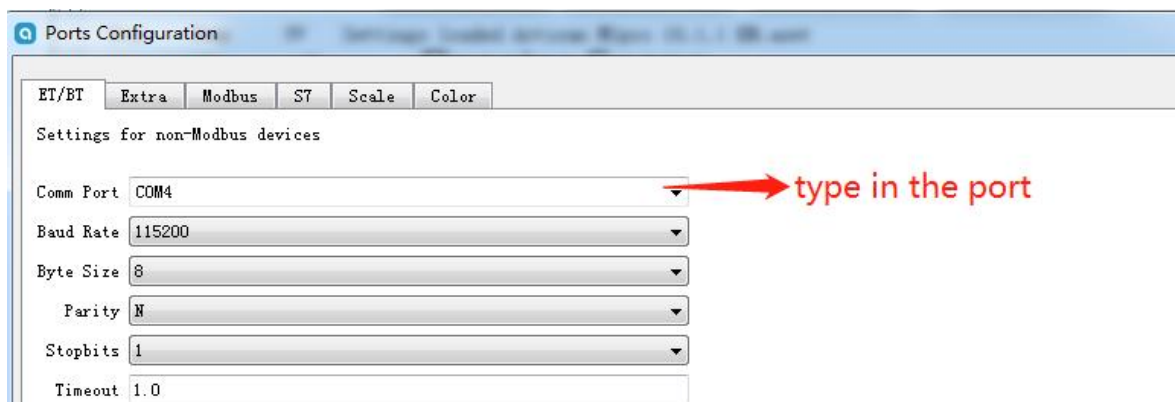 Ports Configuration
ET/BT Extra Modbus S7 Scale Color
Settings for non-Modbus devices
Comm Port COM4
type in the port
Baud Rate 115200
Byte Size 8
Parity N
Stopbits 1
Timeout 1.0